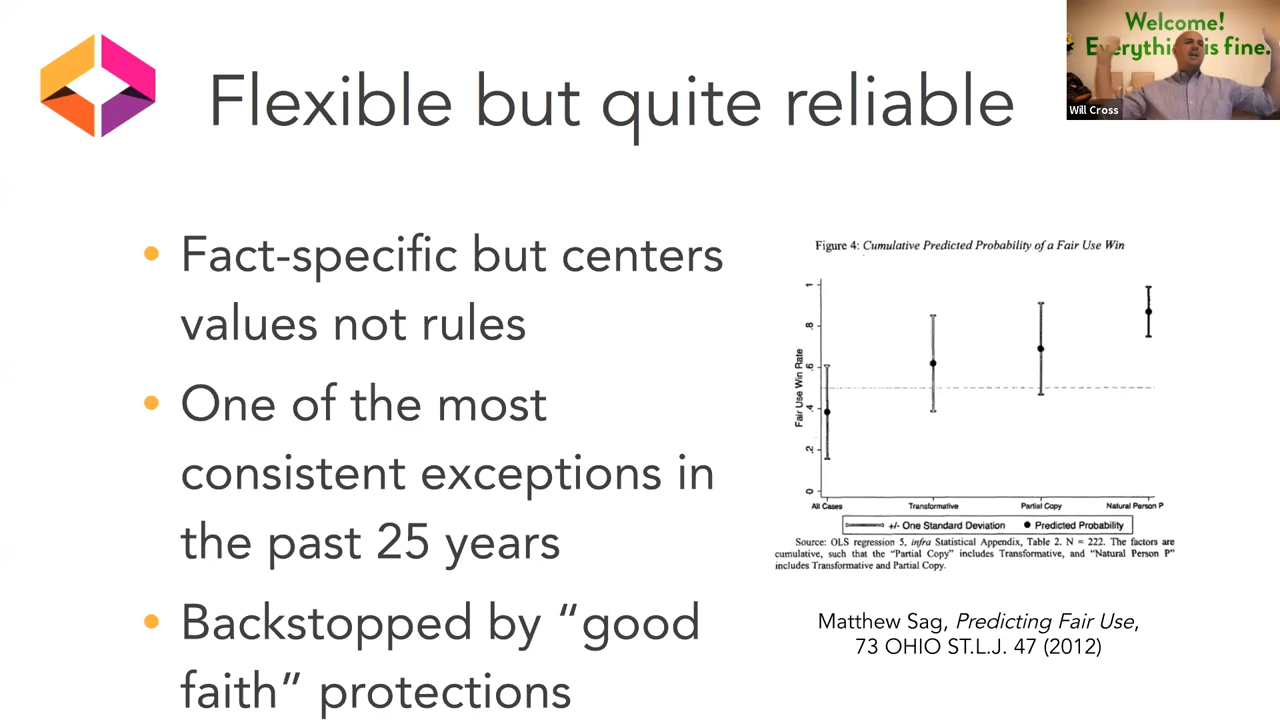 Welcome!
Everything is fine.
Will Cross
Flexible but quite reliable
• Fact-specific but centers
values not rules
• One of the most
consistent exceptions in
the past 25 years
• Backstopped by “good
faith” protections
Figure 4: Cumulative Predicted Probability of a Fair Use Win
Fair Use Win Rate
1
.8
.6
.4
.2
0
All Cases
Transformative
Partial Copy
Natural Person P
+/- One Standard Deviation
Predicted Probability
Source: OLS regression 5, infra Statistical Appendix, Table 2. N = 222. The factors are
cumulative, such that the “Partial Copy” includes Transformative, and “Natural Person P”
includes Transformative and Partial Copy.
Matthew Sag, Predicting Fair Use,
73 OHIO ST.L.J. 47 (2012)